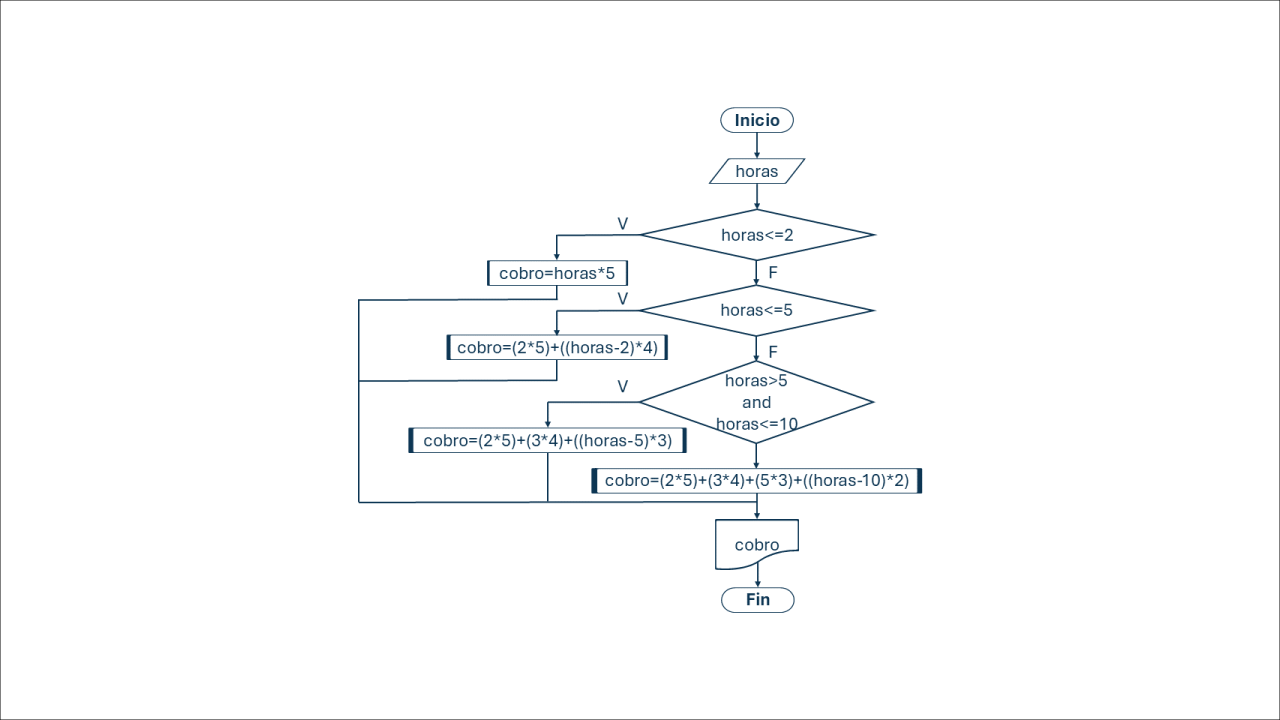 Inicio
horas
V
horas<=2
cobro=horas*5
F
V
horas<=5
cobro=(2*5)+((horas-2)*4)
F
V
horas>5
and
horas<=10
cobro=(2*5)+(3*4)+((horas-5)*3)
cobro=(2*5)+(3*4)+(5*3)+((horas-10)*2)
cobro
Fin